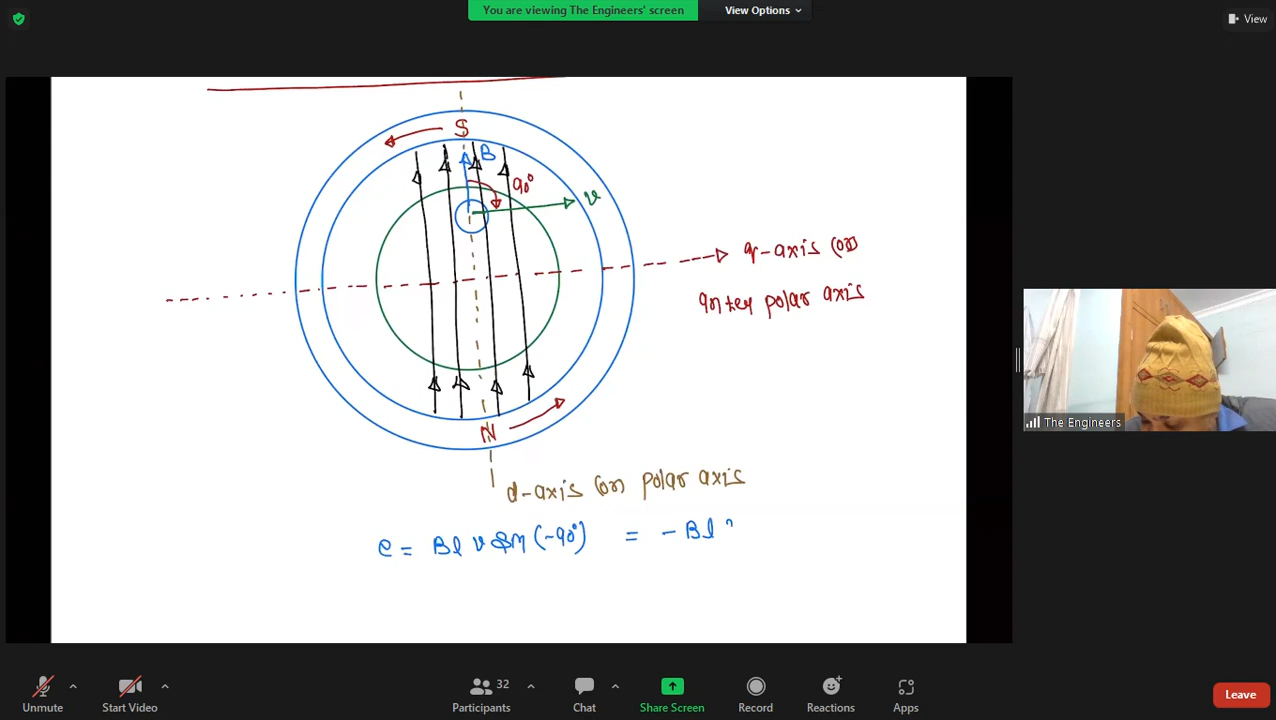 You are viewing The Engineers' screen
View Options
View
S
B
90°
v
q-axis (or)
Inter polar axis
N
d-axis (or) polar axis
e = Bl v Sin (-90°) = - Bl
The Engineers
Unmute
Start Video
32
Participants
Chat
Share Screen
Record
Reactions
Apps
Leave